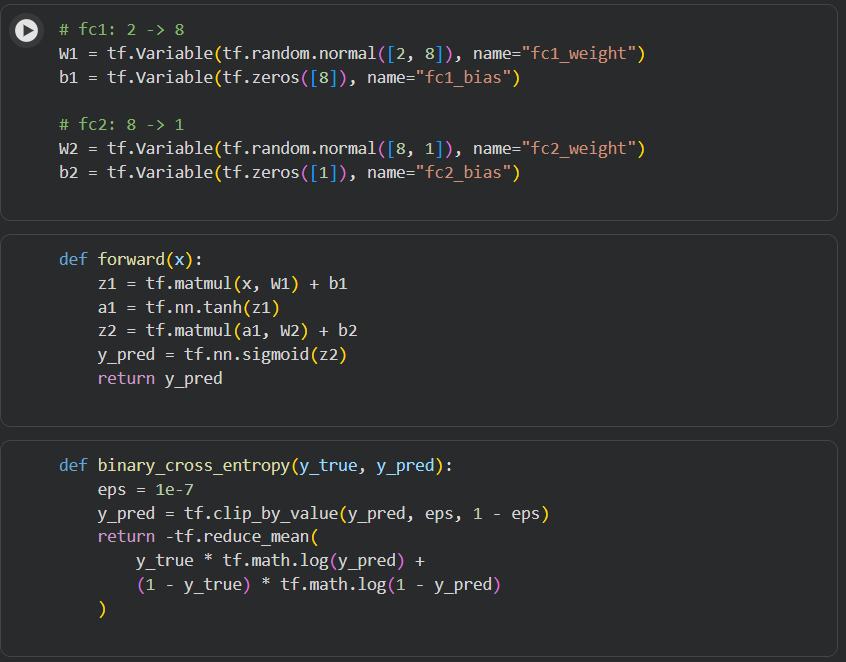 # fc1: 2 -> 8
W1 = tf.Variable(tf.random.normal([2, 8]), name="fc1_weight")
b1 = tf.Variable(tf.zeros([8]), name="fc1_bias")
# fc2: 8 -> 1
W2 = tf.Variable(tf.random.normal([8, 1]), name="fc2_weight")
b2 = tf.Variable(tf.zeros([1]), name="fc2_bias")
def forward(x):
    z1 = tf.matmul(x, W1) + b1
    a1 = tf.nn.tanh(z1)
    z2 = tf.matmul(a1, W2) + b2
    y_pred = tf.nn.sigmoid(z2)
    return y_pred
def binary_cross_entropy(y_true, y_pred):
    eps = 1e-7
    y_pred = tf.clip_by_value(y_pred, eps, 1 - eps)
    return -tf.reduce_mean(
        y_true * tf.math.log(y_pred) +
        (1 - y_true) * tf.math.log(1 - y_pred)
    )